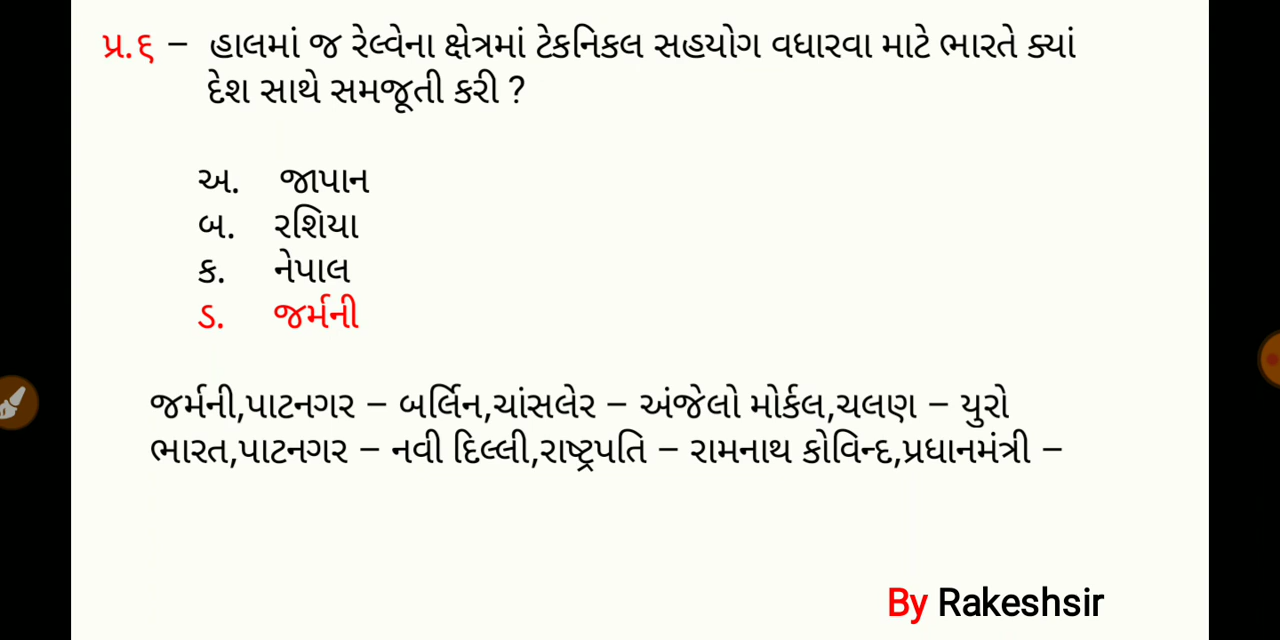 પ્ર.૬ – હાલમાં જ રેલ્વેના ક્ષેત્રમાં ટેકનિકલ સહયોગ વધારવા માટે ભારતે ક્યાં
દેશ સાથે સમજૂતી કરી ?
અ. જાપાન
બ. રશિયા
ક. નેપાલ
ડ. જર્મની
જર્મની,પાટનગર – બર્લિન,ચાંસલેર – અંજેલો મોર્કલ,ચલણ – યુરો
ભારત,પાટનગર – નવી દિલ્લી,રાષ્ટ્રપતિ – રામનાથ કોવિન્દ,પ્રધાનમંત્રી –
By Rakeshsir